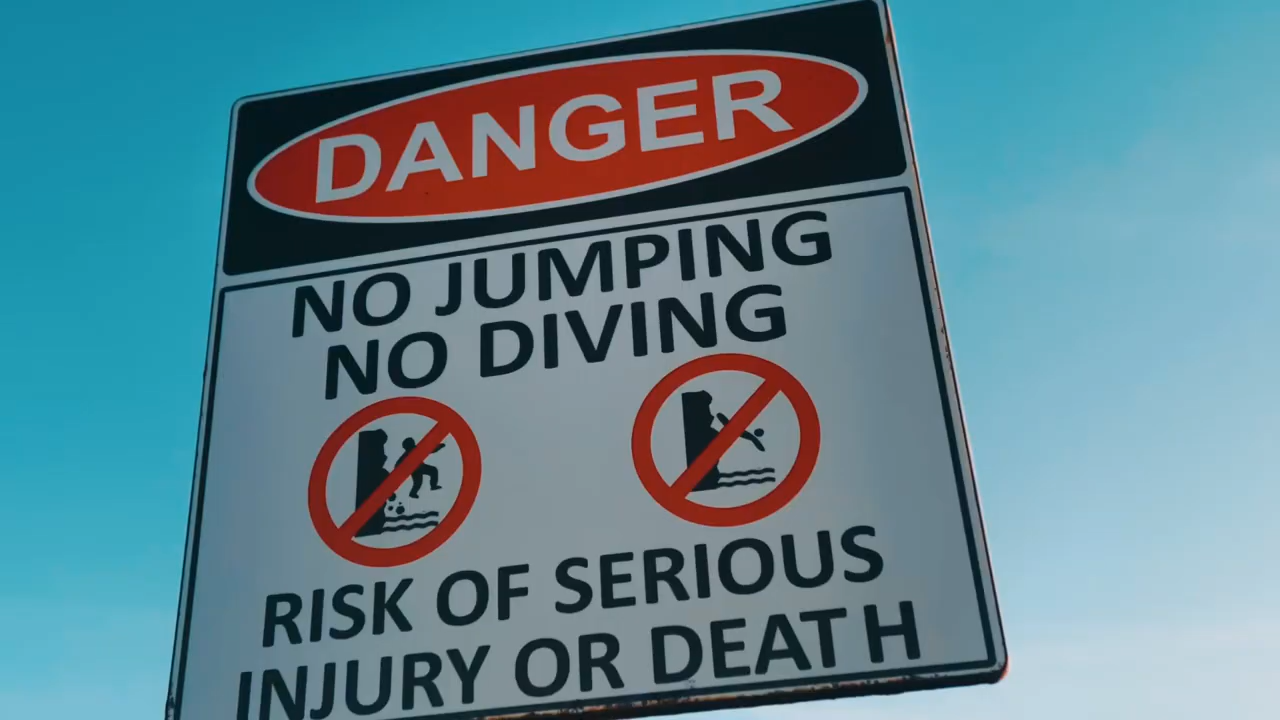 DANGER
NO JUMPING
NO DIVING
RISK OF SERIOUS
INJURY OR DEATH